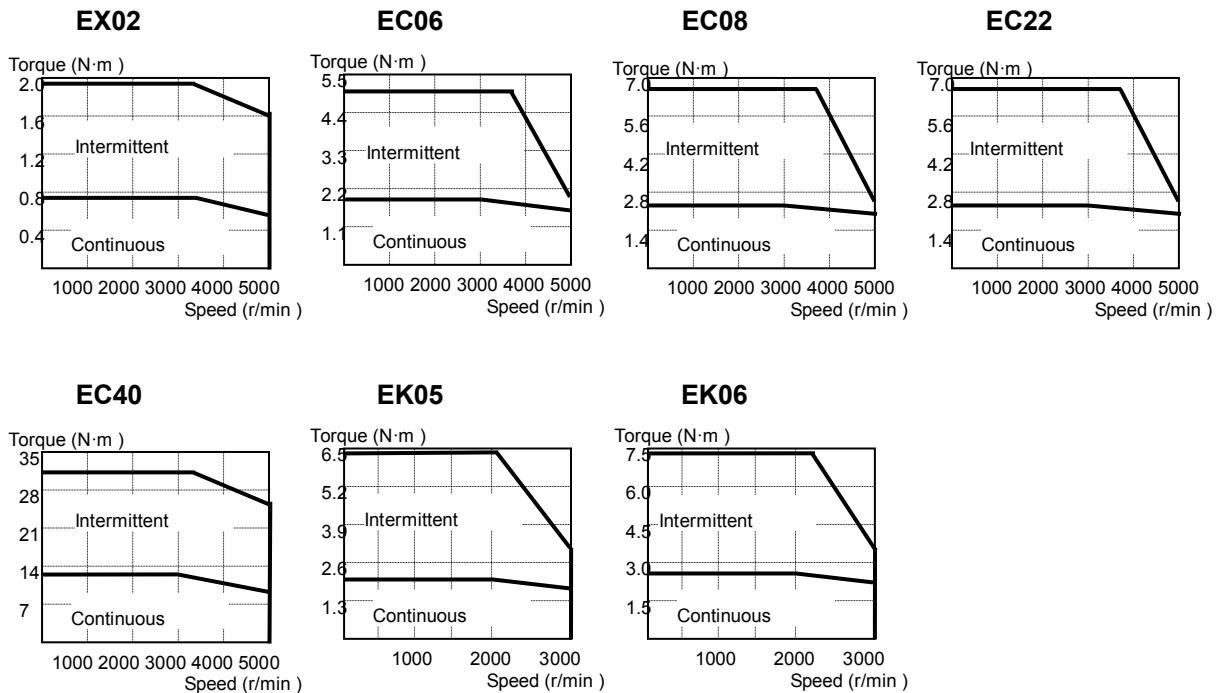 EX02
Torque (N·m )
2.0
1.6
1.2
0.8
0.4
Intermittent
Continuous
1000 2000 3000 4000 5000
Speed (r/min )
EC06
Torque (N·m )
5.5
4.4
3.3
2.2
1.1
Intermittent
Continuous
1000 2000 3000 4000 5000
Speed (r/min )
EC08
Torque (N·m )
7.0
5.6
4.2
2.8
1.4
Intermittent
Continuous
1000 2000 3000 4000 5000
Speed (r/min )
EC22
Torque (N·m )
7.0
5.6
4.2
2.8
1.4
Intermittent
Continuous
1000 2000 3000 4000 5000
Speed (r/min )
EC40
Torque (N·m )
35
28
21
14
7
Intermittent
Continuous
1000 2000 3000 4000 5000
Speed (r/min )
EK05
Torque (N·m )
6.5
5.2
3.9
2.6
1.3
Intermittent
Continuous
1000 2000 3000
Speed (r/min )
EK06
Torque (N·m )
7.5
6.0
4.5
3.0
1.5
Intermittent
Continuous
1000 2000 3000
Speed (r/min )